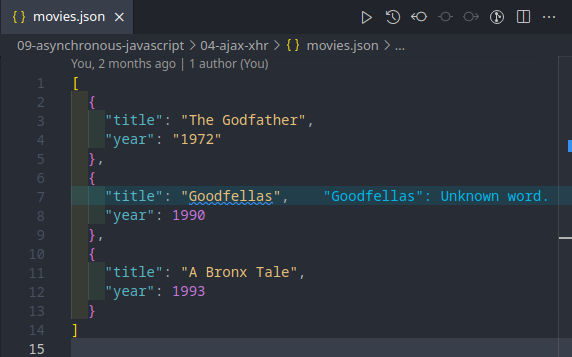 {} movies.json ×
09-asynchronous-javascript > 04-ajax-xhr > {} movies.json > ...
You, 2 months ago | 1 author (You)
1 [
2 {
3 "title": "The Godfather",
4 "year": "1972"
5 },
6 {
7 "title": "Goodfellas", "Goodfellas": Unknown word.
8 "year": 1990
9 },
10 {
11 "title": "A Bronx Tale",
12 "year": 1993
13 }
14 ]
15